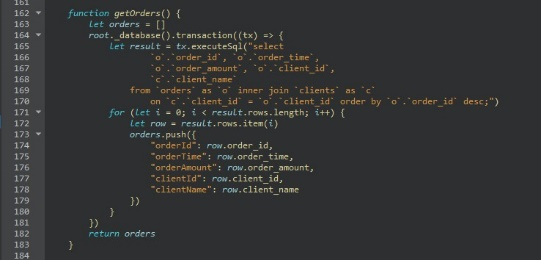 161
162 function getOrders() {
163 let orders = []
164 root._database().transaction((tx) => {
165 let result = tx.executeSql("select
166 `o`.`order_id`, `o`.`order_time`,
167 `o`.`order_amount`, `o`.`client_id`,
168 `c`.`client_name`
169 from `orders` as `o` inner join `clients` as `c`
170 on `c`.`client_id` = `o`.`client_id` order by `o`.`order_id` desc;")
171 for (let i = 0; i < result.rows.length; i++) {
172 let row = result.rows.item(i)
173 orders.push({
174 "orderId": row.order_id,
175 "orderTime": row.order_time,
176 "orderAmount": row.order_amount,
177 "clientId": row.client_id,
178 "clientName": row.client_name
179 })
180 }
181 })
182 return orders
183 }
184